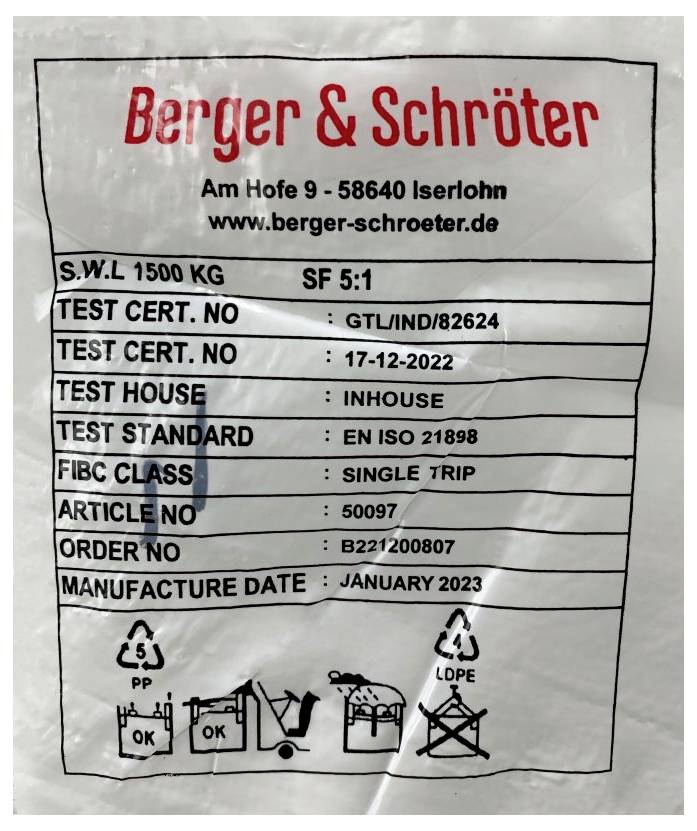 Berger & Schröter
Am Hofe 9 - 58640 Iserlohn
www.berger-schroeter.de
S.W.L 1500 KG SF 5:1
TEST CERT. NO : GTL/IND/82624
TEST CERT. NO : 17-12-2022
TEST HOUSE : INHOUSE
TEST STANDARD : EN ISO 21898
FIBC CLASS : SINGLE TRIP
ARTICLE NO : 50097
ORDER NO : B221200807
MANUFACTURE DATE : JANUARY 2023
5 4
PP LDPE
OK OK